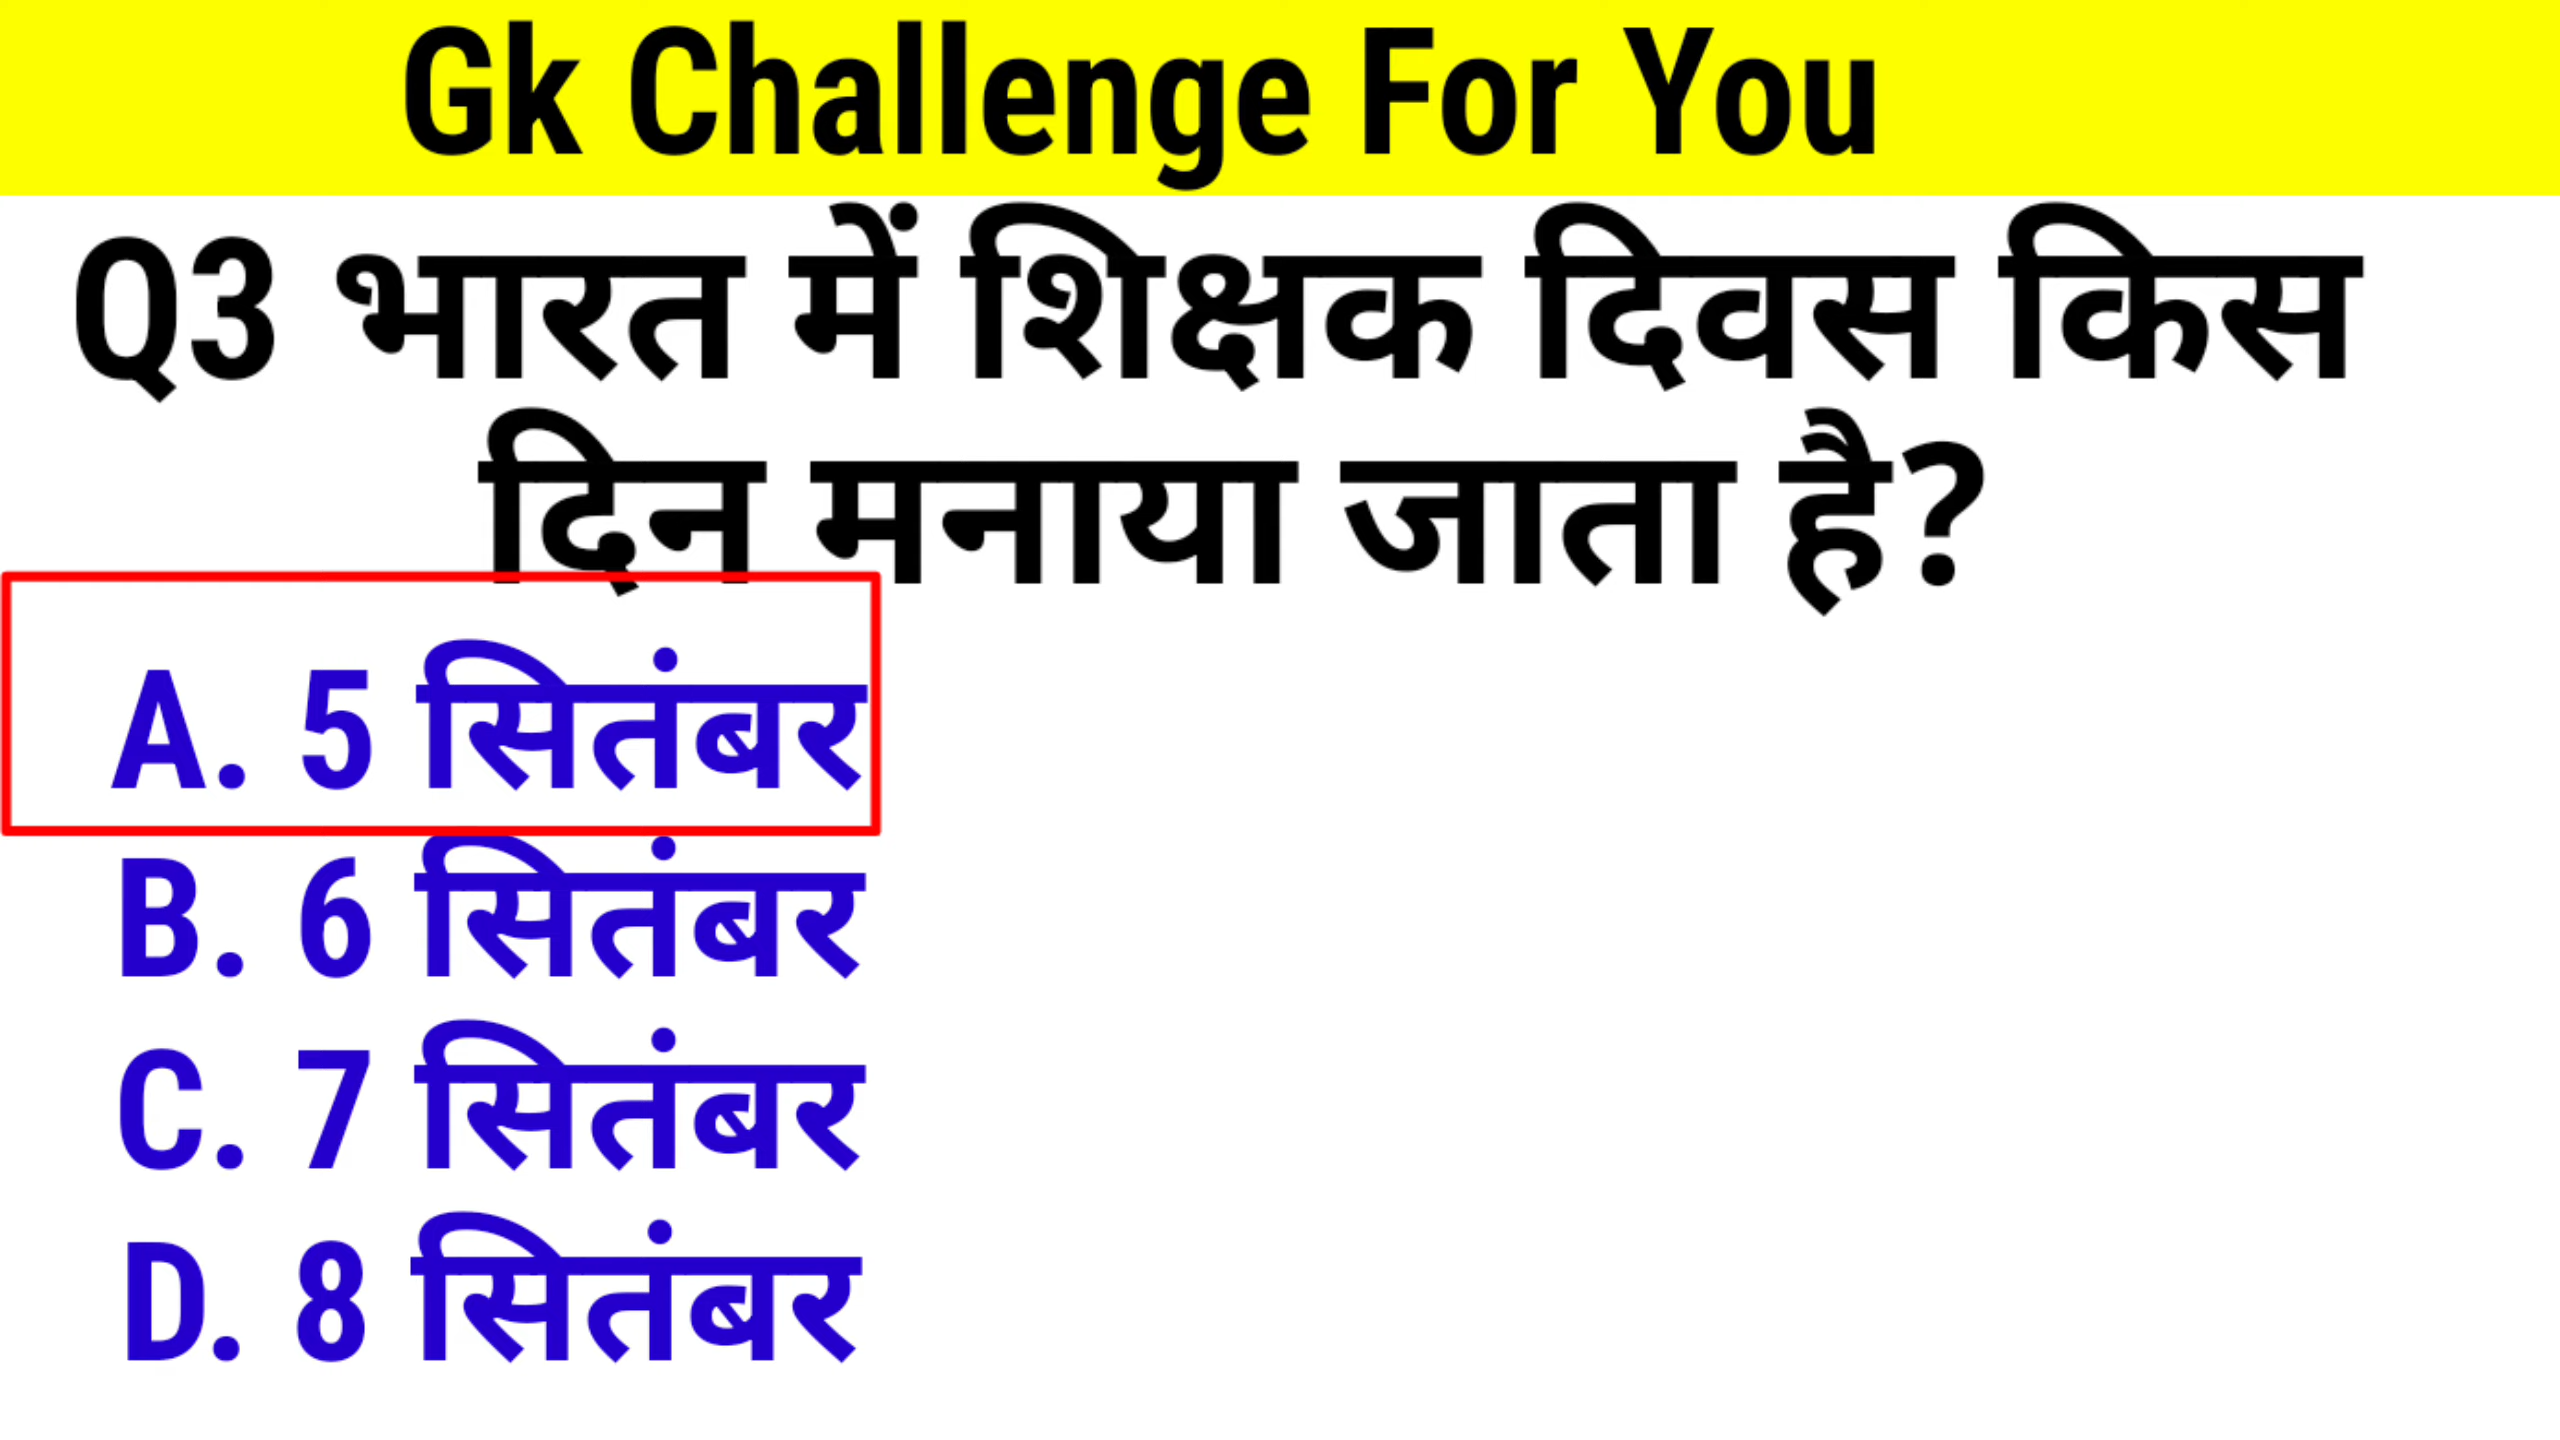 Gk Challenge For You
Q3 भारत में शिक्षक दिवस किस
दिन मनाया जाता है?
A. 5 सितंबर
B. 6 सितंबर
C. 7 सितंबर
D. 8 सितंबर